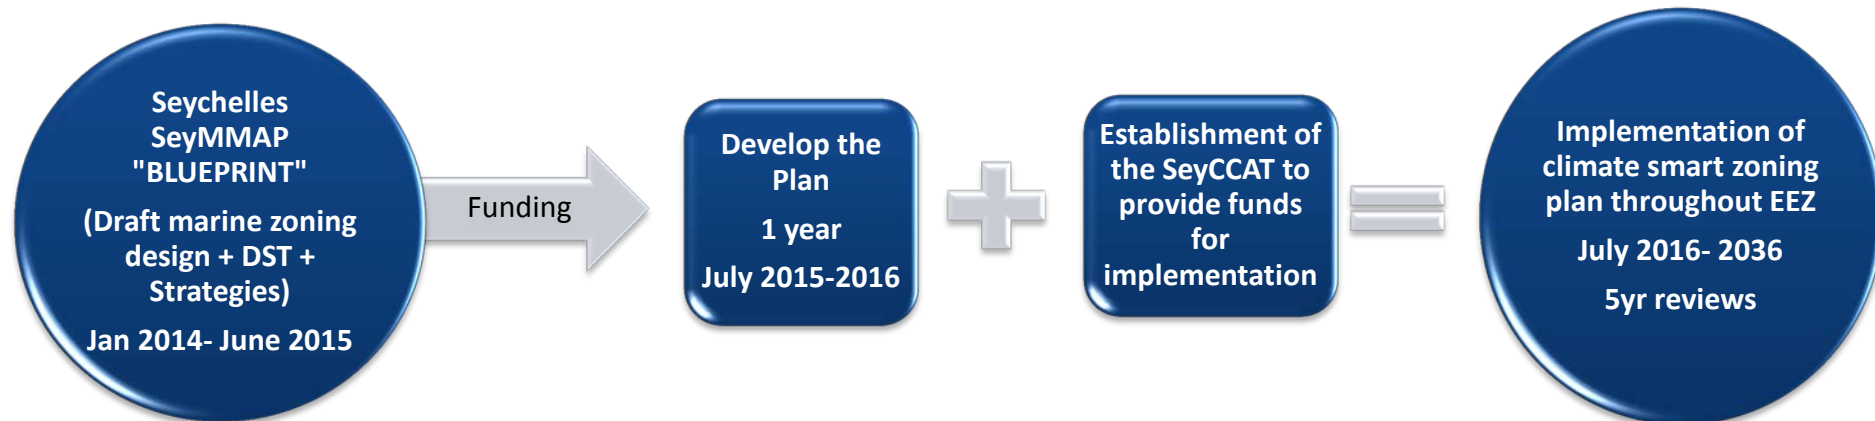 Seychelles
SeyMMAP
"BLUEPRINT"
(Draft marine zoning
design + DST +
Strategies)
Jan 2014- June 2015
Funding
Develop the
Plan
1 year
July 2015-2016
Establishment of
the SeyCCAT to
provide funds
for
implementation
Implementation of
climate smart zoning
plan throughout EEZ
July 2016- 2036
5yr reviews